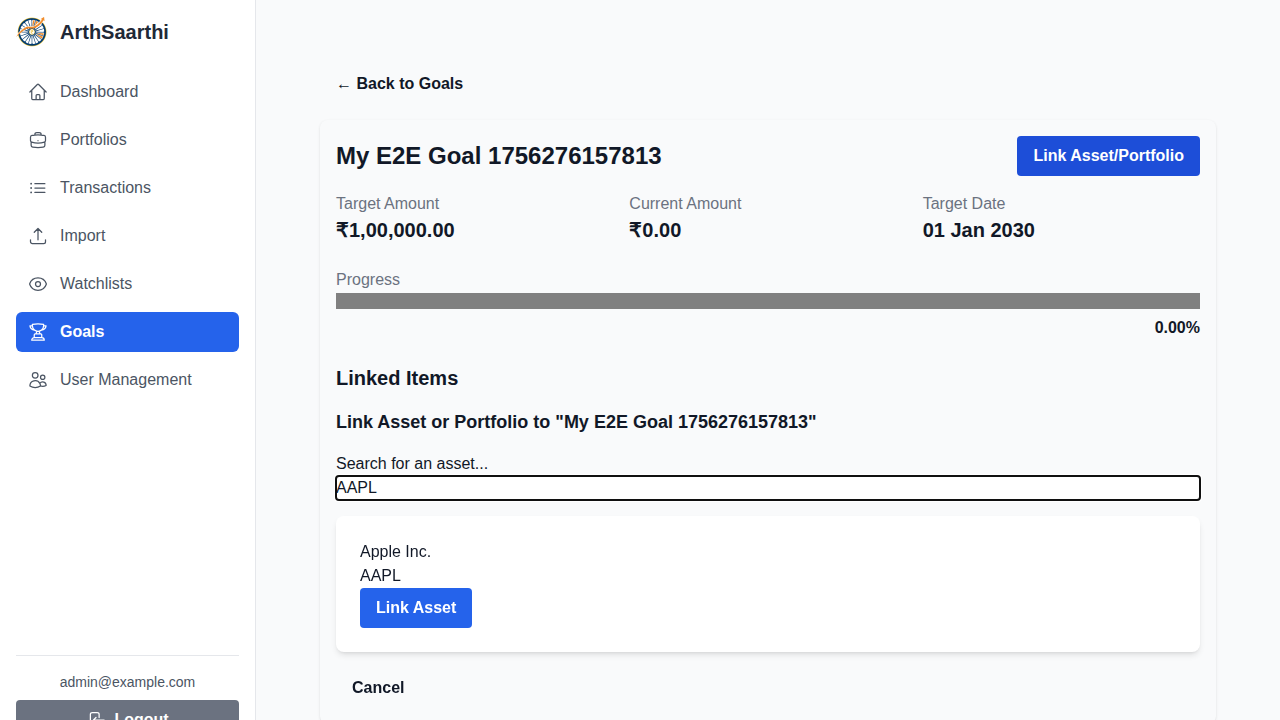 ArthSaarthi
Dashboard
Portfolios
Transactions
Import
Watchlists
Goals
User Management
admin@example.com
Logout
← Back to Goals
My E2E Goal 1756276157813
Link Asset/Portfolio
Target Amount
₹1,00,000.00
Current Amount
₹0.00
Target Date
01 Jan 2030
Progress
0.00%
Linked Items
Link Asset or Portfolio to "My E2E Goal 1756276157813"
Search for an asset...
AAPL
Apple Inc.
AAPL
Link Asset
Cancel